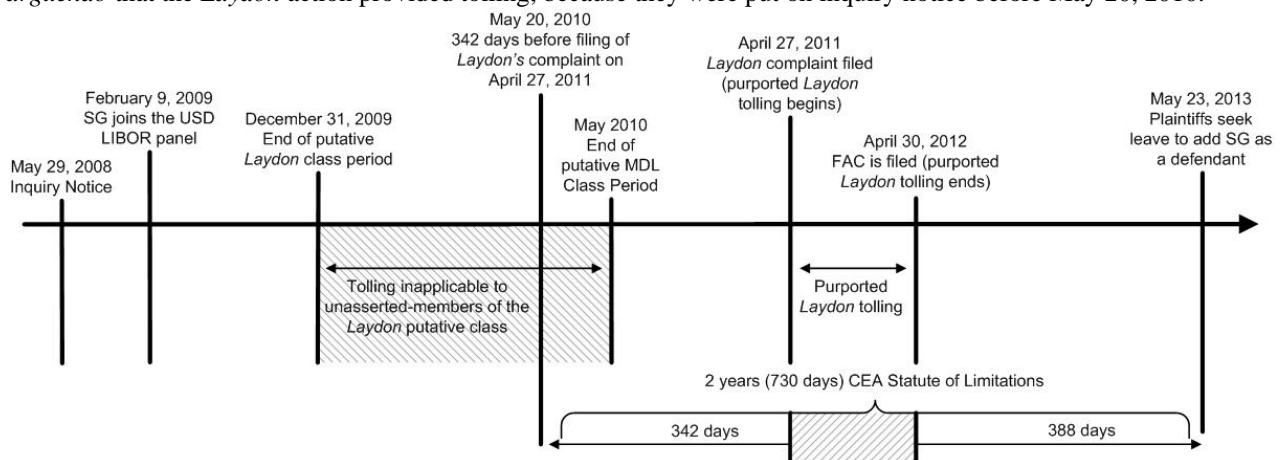 arguendo that the Laydon action provided tolling, because they were put on inquiry notice before May 20, 2010.
May 20, 2010
342 days before filing of
Laydon's complaint on
April 27, 2011
April 27, 2011
Laydon complaint filed
(purported Laydon
tolling begins)
February 9, 2009
SG joins the USD
LIBOR panel
May 23, 2013
Plaintiffs seek
leave to add SG as
a defendant
December 31, 2009
End of putative
Laydon class period
May 2010
End of
putative MDL
Class Period
April 30, 2012
FAC is filed (purported
Laydon tolling ends)
May 29, 2008
Inquiry Notice
Tolling inapplicable to
unasserted-members of the
Laydon putative class
Purported
Laydon tolling
2 years (730 days) CEA Statute of Limitations
342 days
388 days